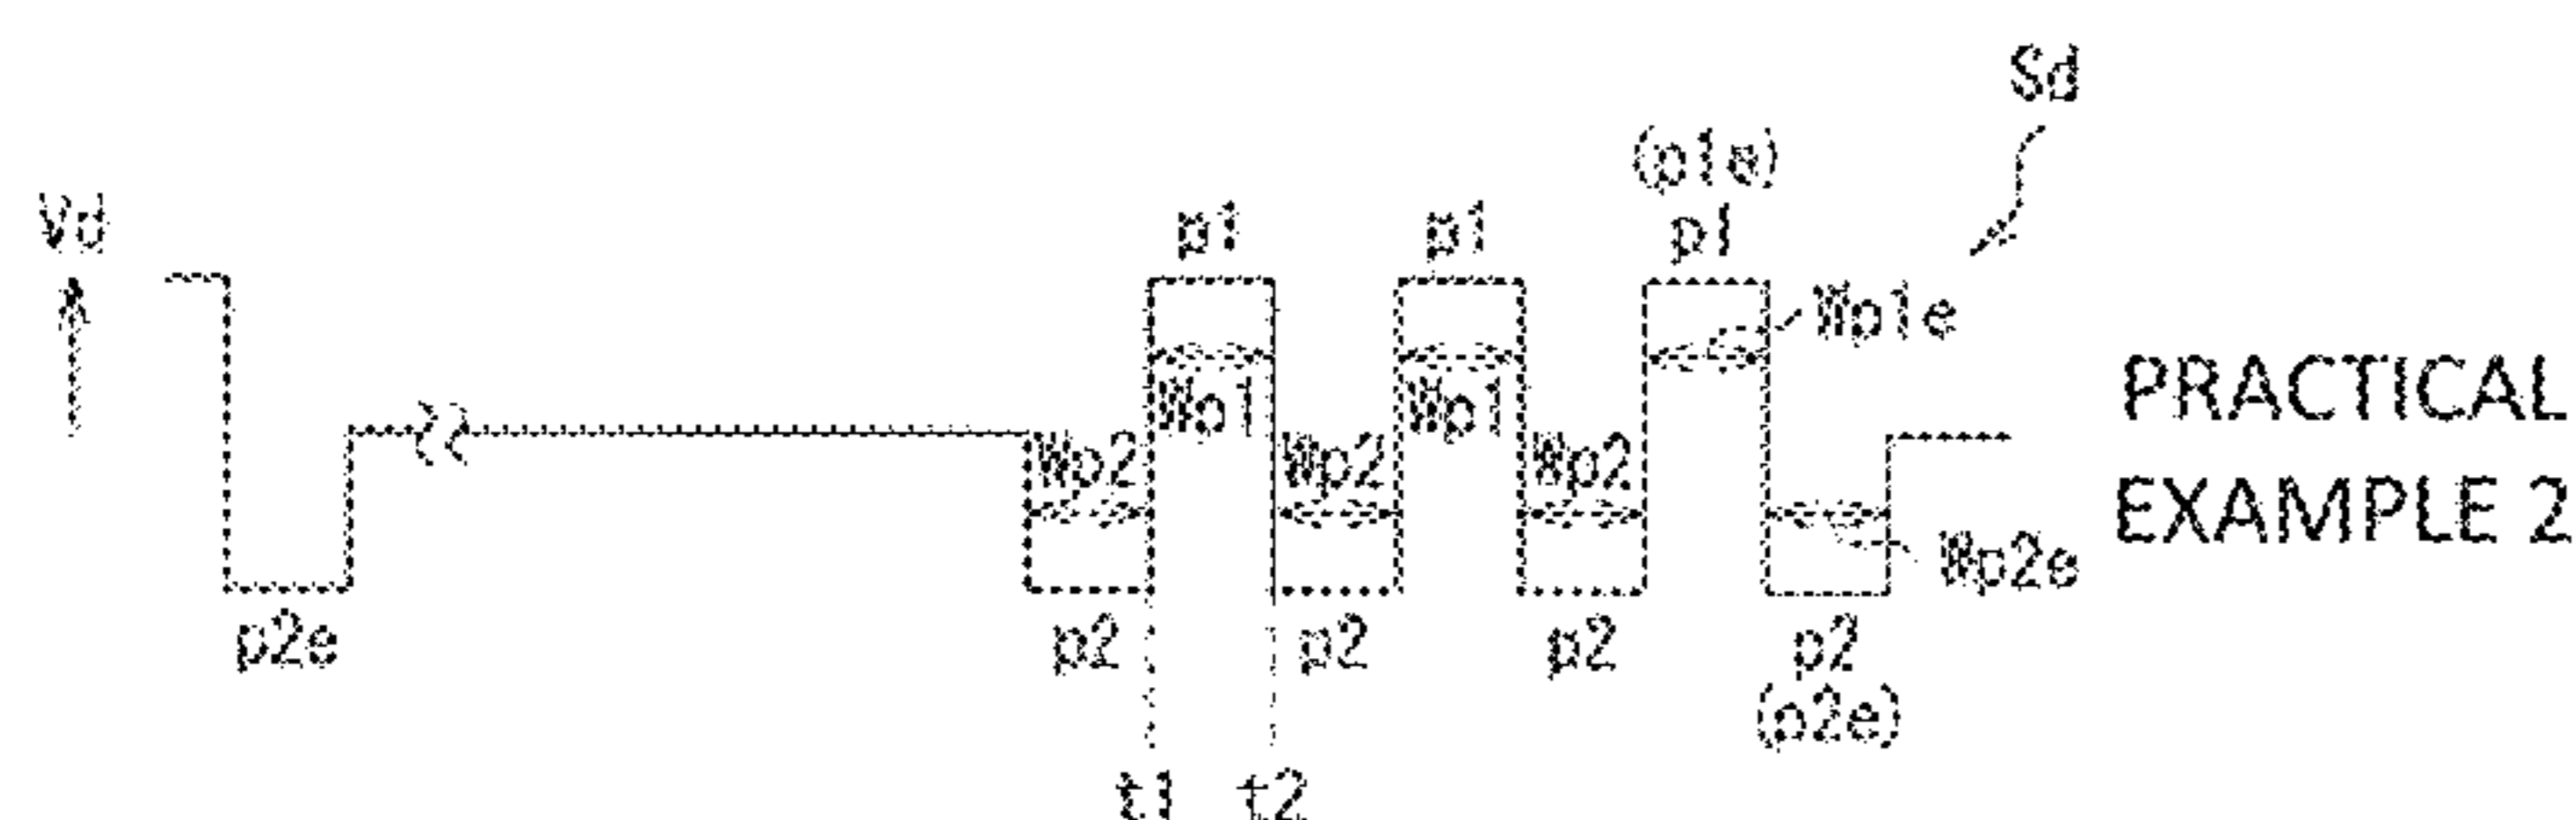 Sd
(p1e)
Vd
p1 p1 p1
Wp1e
Wp1 Wp1
PRACTICAL
EXAMPLE 2
Wp2 Wp2 Wp2
Wp2e
p2e p2 p2 p2 p2
(p2e)
t1 t2